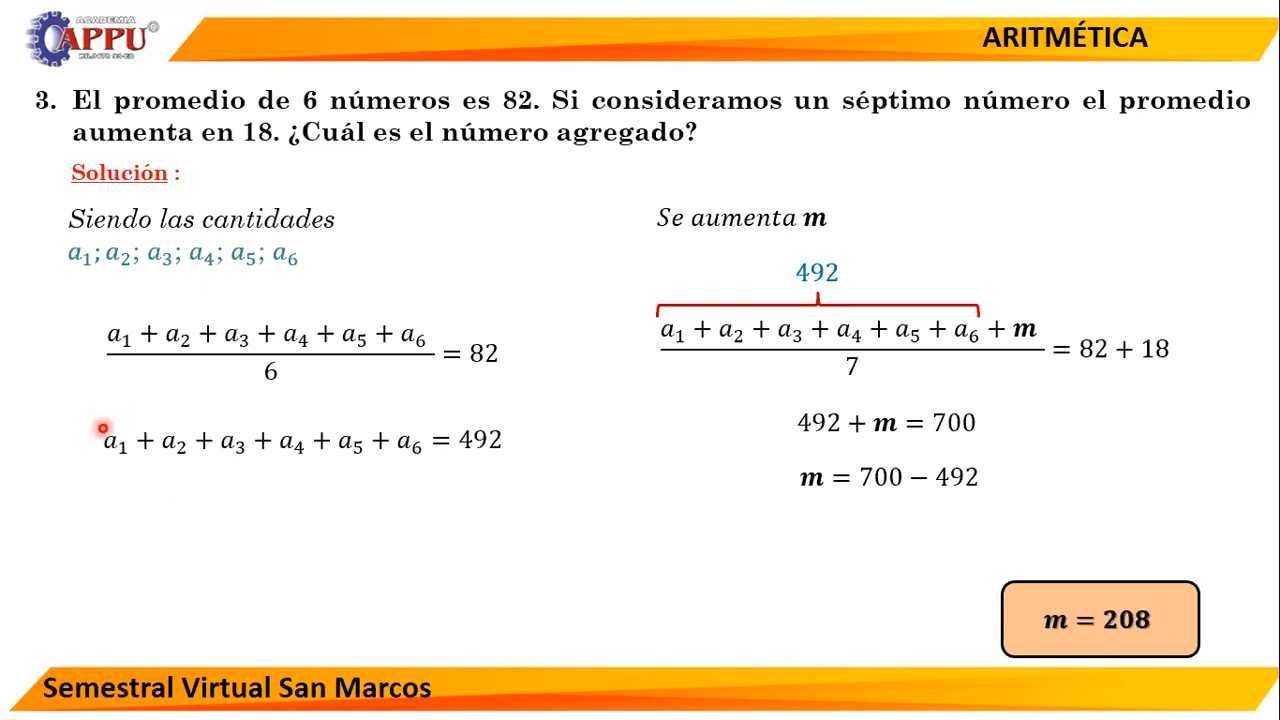 ACADEMIA
APPU®
ARITMÉTICA
3. El promedio de 6 números es 82. Si consideramos un séptimo número el promedio
aumenta en 18. ¿Cuál es el número agregado?
Solución :
Siendo las cantidades
a₁; a₂; a₃; a₄; a₅; a₆
(a₁ + a₂ + a₃ + a₄ + a₅ + a₆)/6 = 82
a₁ + a₂ + a₃ + a₄ + a₅ + a₆ = 492
Se aumenta m
492
(a₁ + a₂ + a₃ + a₄ + a₅ + a₆ + m)/7 = 82 + 18
492 + m = 700
m = 700 − 492
m = 208
Semestral Virtual San Marcos